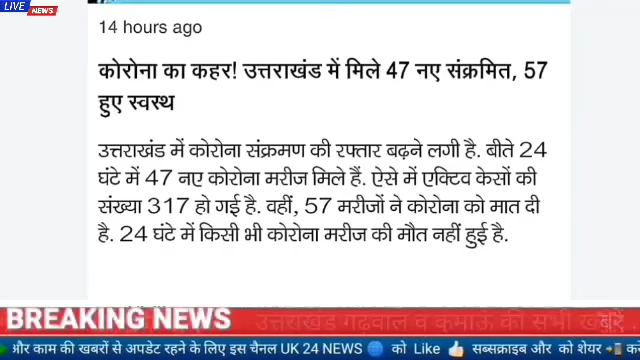 LIVE
NEWS
14 hours ago
कोरोना का कहर! उत्तराखंड में मिले 47 नए संक्रमित, 57
हुए स्वस्थ
उत्तराखंड में कोरोना संक्रमण की रफ्तार बढ़ने लगी है. बीते 24
घंटे में 47 नए कोरोना मरीज मिले हैं. ऐसे में एक्टिव केसों की
संख्या 317 हो गई है. वहीं, 57 मरीजों ने कोरोना को मात दी
है. 24 घंटे में किसी भी कोरोना मरीज की मौत नहीं हुई है.
BREAKING NEWS
उत्तराखंड गढ़वाल व कुमाऊं की सभी खबरें
और काम की खबरों से अपडेट रहने के लिए इस चैनल UK 24 NEWS 🌐 को Like 👍 सब्सक्राइब और को शेयर